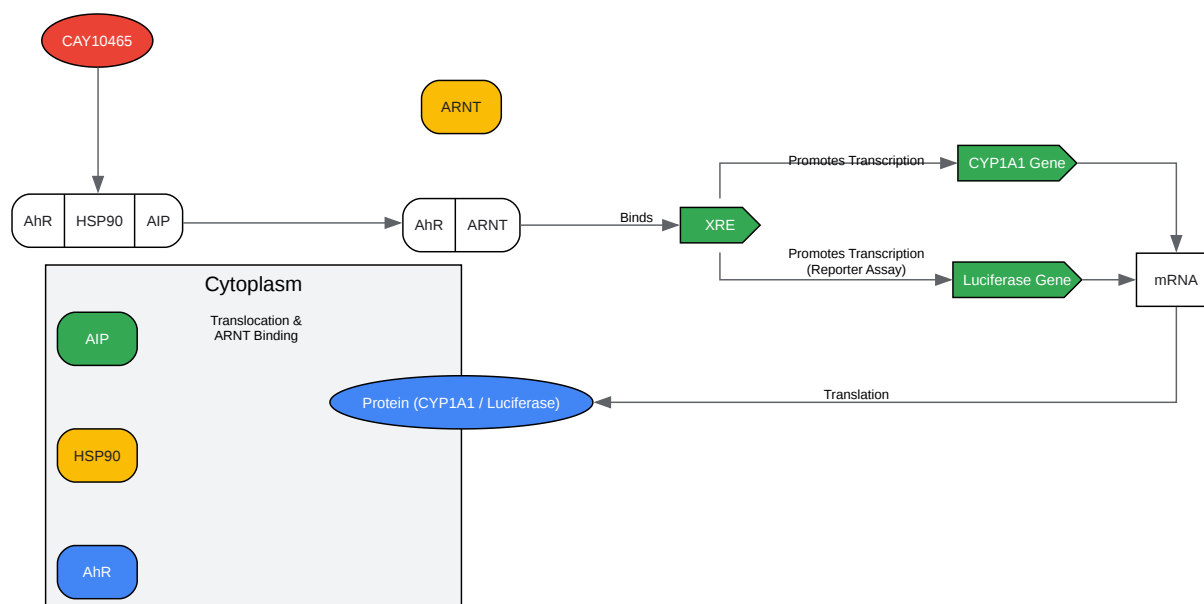 CAY10465
ARNT
AhR
HSP90
AIP
AhR
ARNT
Binds
XRE
Promotes Transcription
CYP1A1 Gene
Promotes Transcription
(Reporter Assay)
Luciferase Gene
mRNA
Cytoplasm
Translocation &
ARNT Binding
AIP
Protein (CYP1A1 / Luciferase)
Translation
HSP90
AhR